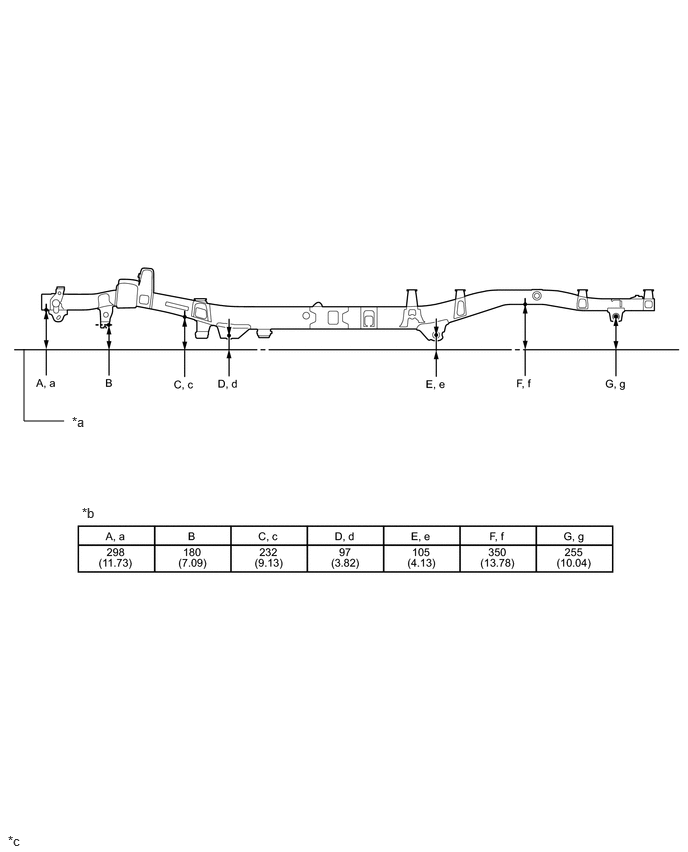 A, a B C, c D, d E, e F, f G, g
*a
*b
A, a B C, c D, d E, e F, f G, g
298 180 232 97 105 350 255
(11.73) (7.09) (9.13) (3.82) (4.13) (13.78) (10.04)
*c